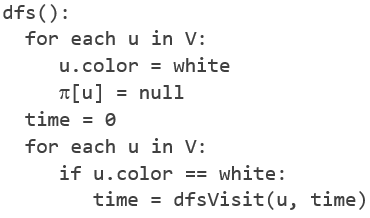 dfs():
  for each u in V:
     u.color = white
     π[u] = null
  time = 0
  for each u in V:
     if u.color == white:
        time = dfsVisit(u, time)